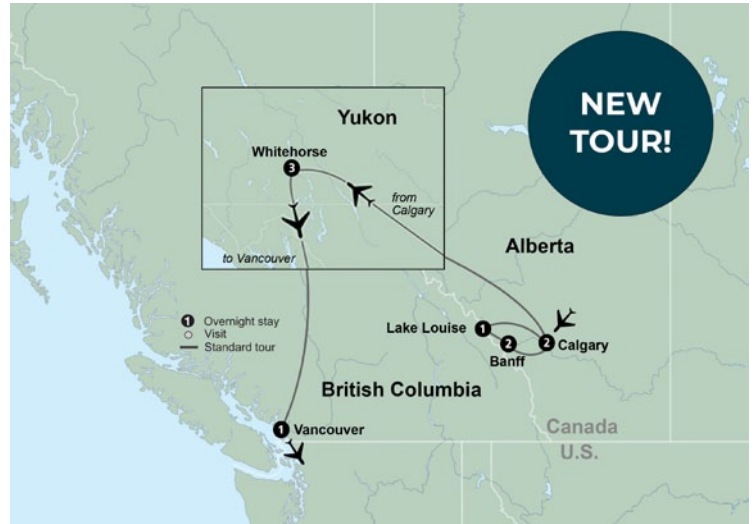 NEW
TOUR!
Yukon
Whitehorse
3
from
Calgary
to Vancouver
Alberta
1 Overnight stay
Visit
Standard tour
Lake Louise 1
2
Banff
2 Calgary
British Columbia
1 Vancouver
Canada
U.S.